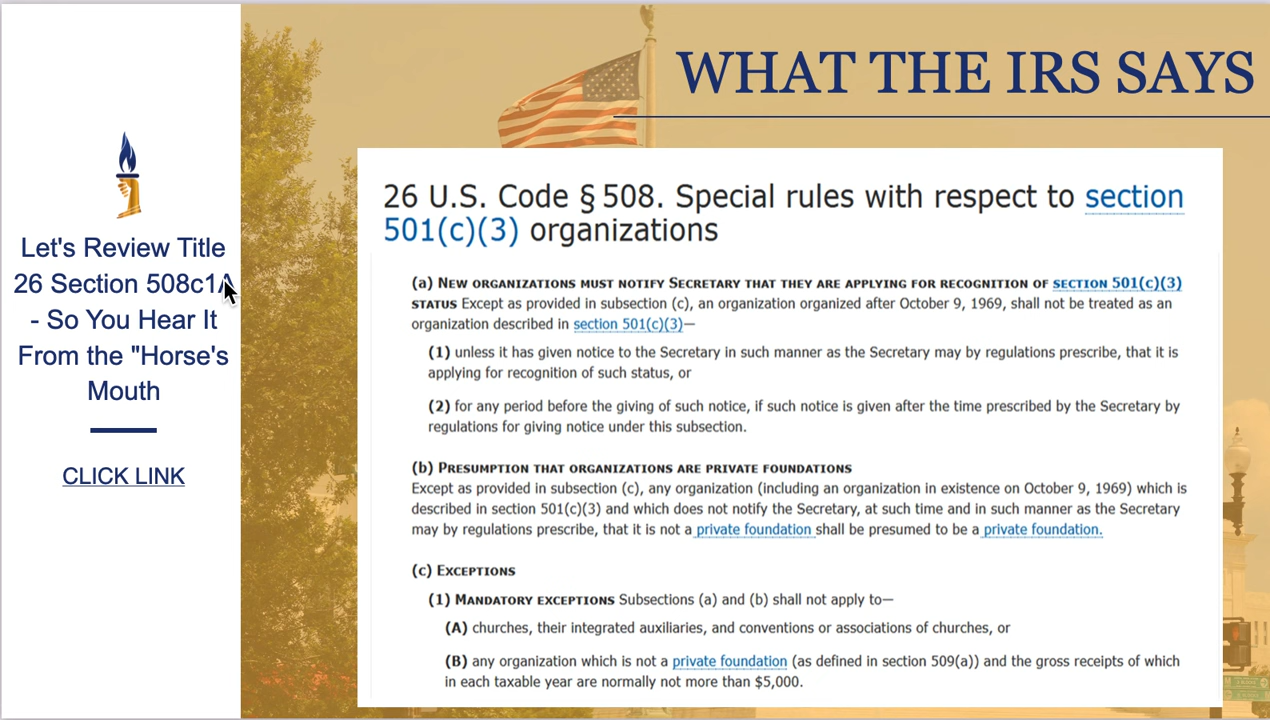 WHAT THE IRS SAYS
Let's Review Title
26 Section 508c1A
- So You Hear It
From the "Horse's
Mouth
CLICK LINK
26 U.S. Code § 508. Special rules with respect to section
501(c)(3) organizations
(a) NEW ORGANIZATIONS MUST NOTIFY SECRETARY THAT THEY ARE APPLYING FOR RECOGNITION OF SECTION 501(C)(3)
STATUS Except as provided in subsection (c), an organization organized after October 9, 1969, shall not be treated as an
organization described in section 501(c)(3)—
(1) unless it has given notice to the Secretary in such manner as the Secretary may by regulations prescribe, that it is
applying for recognition of such status, or
(2) for any period before the giving of such notice, if such notice is given after the time prescribed by the Secretary by
regulations for giving notice under this subsection.
(b) PRESUMPTION THAT ORGANIZATIONS ARE PRIVATE FOUNDATIONS
Except as provided in subsection (c), any organization (including an organization in existence on October 9, 1969) which is
described in section 501(c)(3) and which does not notify the Secretary, at such time and in such manner as the Secretary
may by regulations prescribe, that it is not a private foundation shall be presumed to be a private foundation.
(c) EXCEPTIONS
(1) MANDATORY EXCEPTIONS Subsections (a) and (b) shall not apply to—
(A) churches, their integrated auxiliaries, and conventions or associations of churches, or
(B) any organization which is not a private foundation (as defined in section 509(a)) and the gross receipts of which
in each taxable year are normally not more than $5,000.